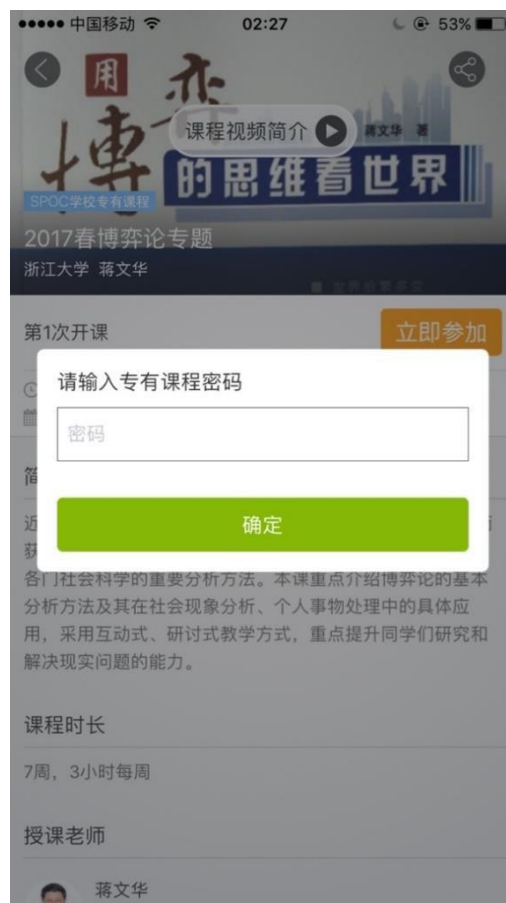 中国移动 02:27 53%
用
博弈
课程视频简介
蒋文华 著
的思维看世界
SPOC学校专有课程
2017春博弈论专题
浙江大学 蒋文华
第1次开课
立即参加
请输入专有课程密码
密码
确定
各门社会科学的重要分析方法。本课重点介绍博弈论的基本
分析方法及其在社会现象分析、个人事物处理中的具体应
用，采用互动式、研讨式教学方式，重点提升同学们研究和
解决现实问题的能力。
课程时长
7周，3小时每周
授课老师
蒋文华